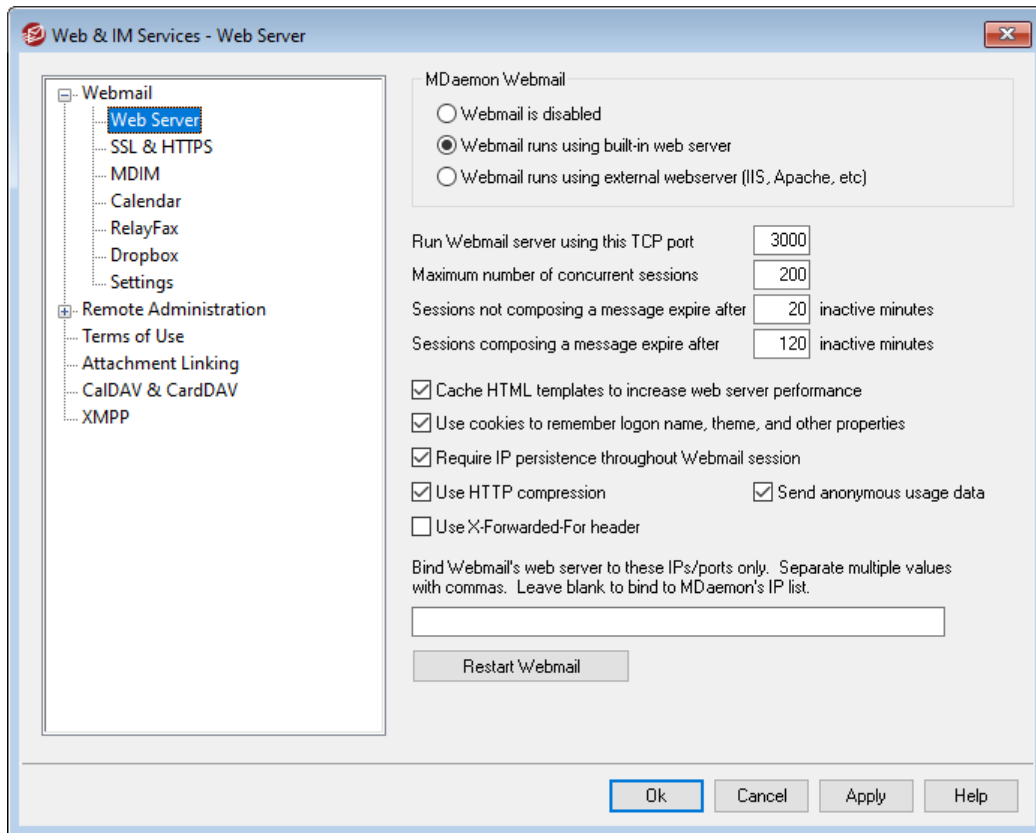 Web & IM Services - Web Server
Webmail
Web Server
SSL & HTTPS
MDIM
Calendar
RelayFax
Dropbox
Settings
Remote Administration
Terms of Use
Attachment Linking
CalDAV & CardDAV
XMPP
MDaemon Webmail
Webmail is disabled
Webmail runs using built-in web server
Webmail runs using external webserver (IIS, Apache, etc)
Run Webmail server using this TCP port 3000
Maximum number of concurrent sessions 200
Sessions not composing a message expire after 20 inactive minutes
Sessions composing a message expire after 120 inactive minutes
Cache HTML templates to increase web server performance
Use cookies to remember logon name, theme, and other properties
Require IP persistence throughout Webmail session
Use HTTP compression Send anonymous usage data
Use X-Forwarded-For header
Bind Webmail's web server to these IPs/ports only. Separate multiple values
with commas. Leave blank to bind to MDaemon's IP list.
Restart Webmail
Ok Cancel Apply Help